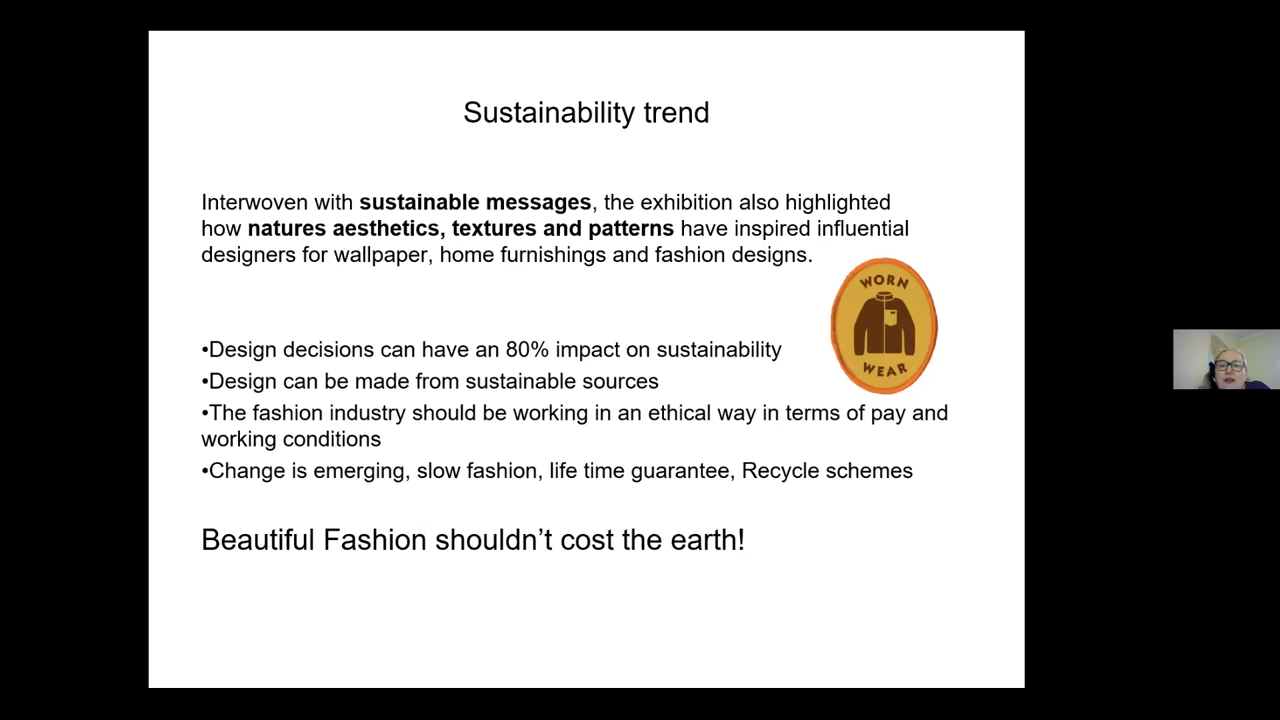 Sustainability trend
Interwoven with sustainable messages, the exhibition also highlighted
how natures aesthetics, textures and patterns have inspired influential
designers for wallpaper, home furnishings and fashion designs.
WORN
WEAR
•Design decisions can have an 80% impact on sustainability
•Design can be made from sustainable sources
•The fashion industry should be working in an ethical way in terms of pay and
working conditions
•Change is emerging, slow fashion, life time guarantee, Recycle schemes
Beautiful Fashion shouldn’t cost the earth!